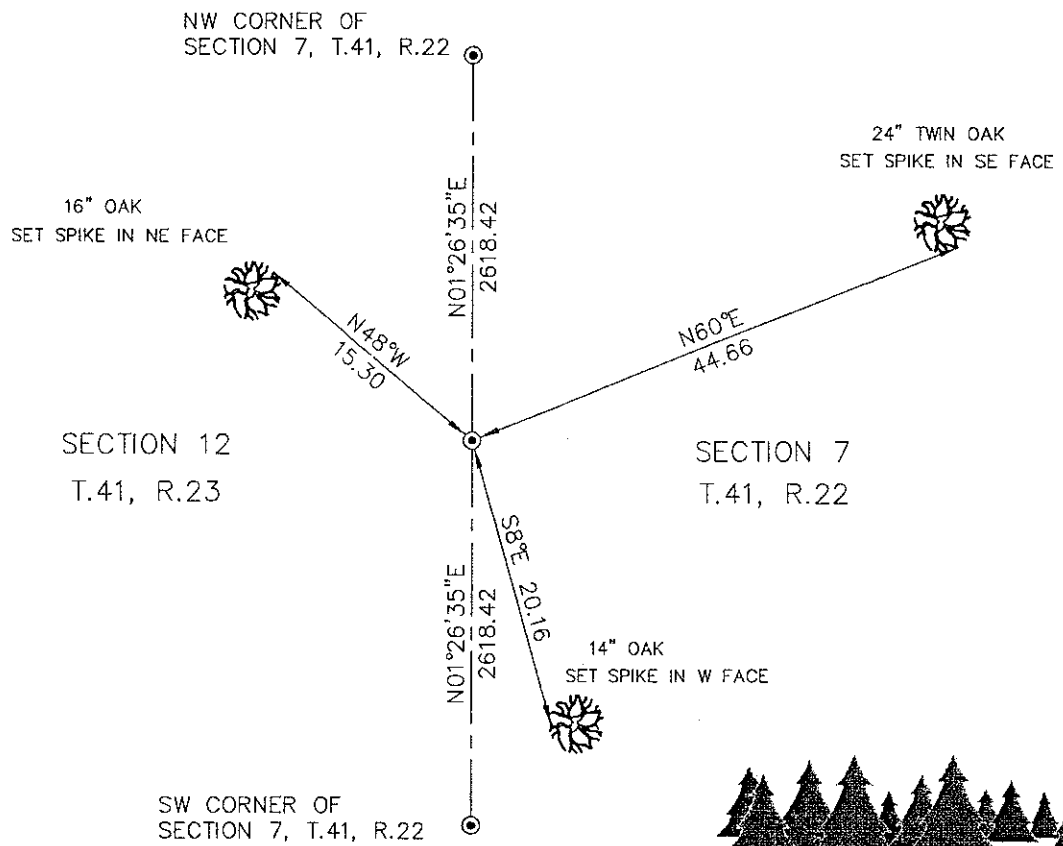 NW CORNER OF
SECTION 7, T.41, R.22
24" TWIN OAK
SET SPIKE IN SE FACE
16" OAK
SET SPIKE IN NE FACE
N01°26'35"E
2618.42
N48°W
15.30
N60°E
44.66
SECTION 12
T.41, R.23
SECTION 7
T.41, R.22
S8°E 20.16
N01°26'35"E
2618.42
14" OAK
SET SPIKE IN W FACE
SW CORNER OF
SECTION 7, T.41, R.22